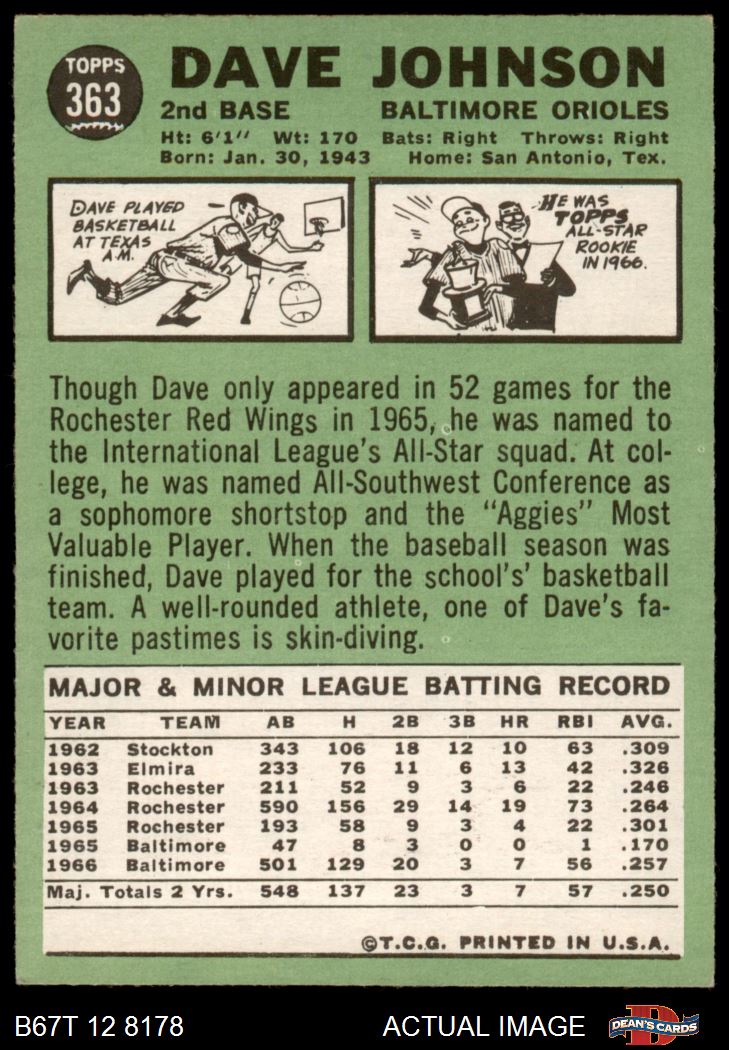 TOPPS
363
DAVE JOHNSON
2nd BASE BALTIMORE ORIOLES
Ht: 6'1" Wt: 170 Bats: Right Throws: Right
Born: Jan. 30, 1943 Home: San Antonio, Tex.
DAVE PLAYED
BASKETBALL
AT TEXAS
A.M.
HE WAS
TOPPS
ALL-STAR
ROOKIE
IN 1966.
Though Dave only appeared in 52 games for the
Rochester Red Wings in 1965, he was named to
the International League's All-Star squad. At col-
lege, he was named All-Southwest Conference as
a sophomore shortstop and the "Aggies" Most
Valuable Player. When the baseball season was
finished, Dave played for the school's' basketball
team. A well-rounded athlete, one of Dave's fa-
vorite pastimes is skin-diving.
MAJOR & MINOR LEAGUE BATTING RECORD
YEAR TEAM AB H 2B 3B HR RBI AVG.
1962 Stockton 343 106 18 12 10 63 .309
1963 Elmira 233 76 11 6 13 42 .326
1963 Rochester 211 52 9 3 6 22 .246
1964 Rochester 590 156 29 14 19 73 .264
1965 Rochester 193 58 9 3 4 22 .301
1965 Baltimore 47 8 3 0 0 1 .170
1966 Baltimore 501 129 20 3 7 56 .257
Maj. Totals 2 Yrs. 548 137 23 3 7 57 .250
©T.C.G. PRINTED IN U.S.A.
B67T 12 8178 ACTUAL IMAGE
DEAN'S CARDS